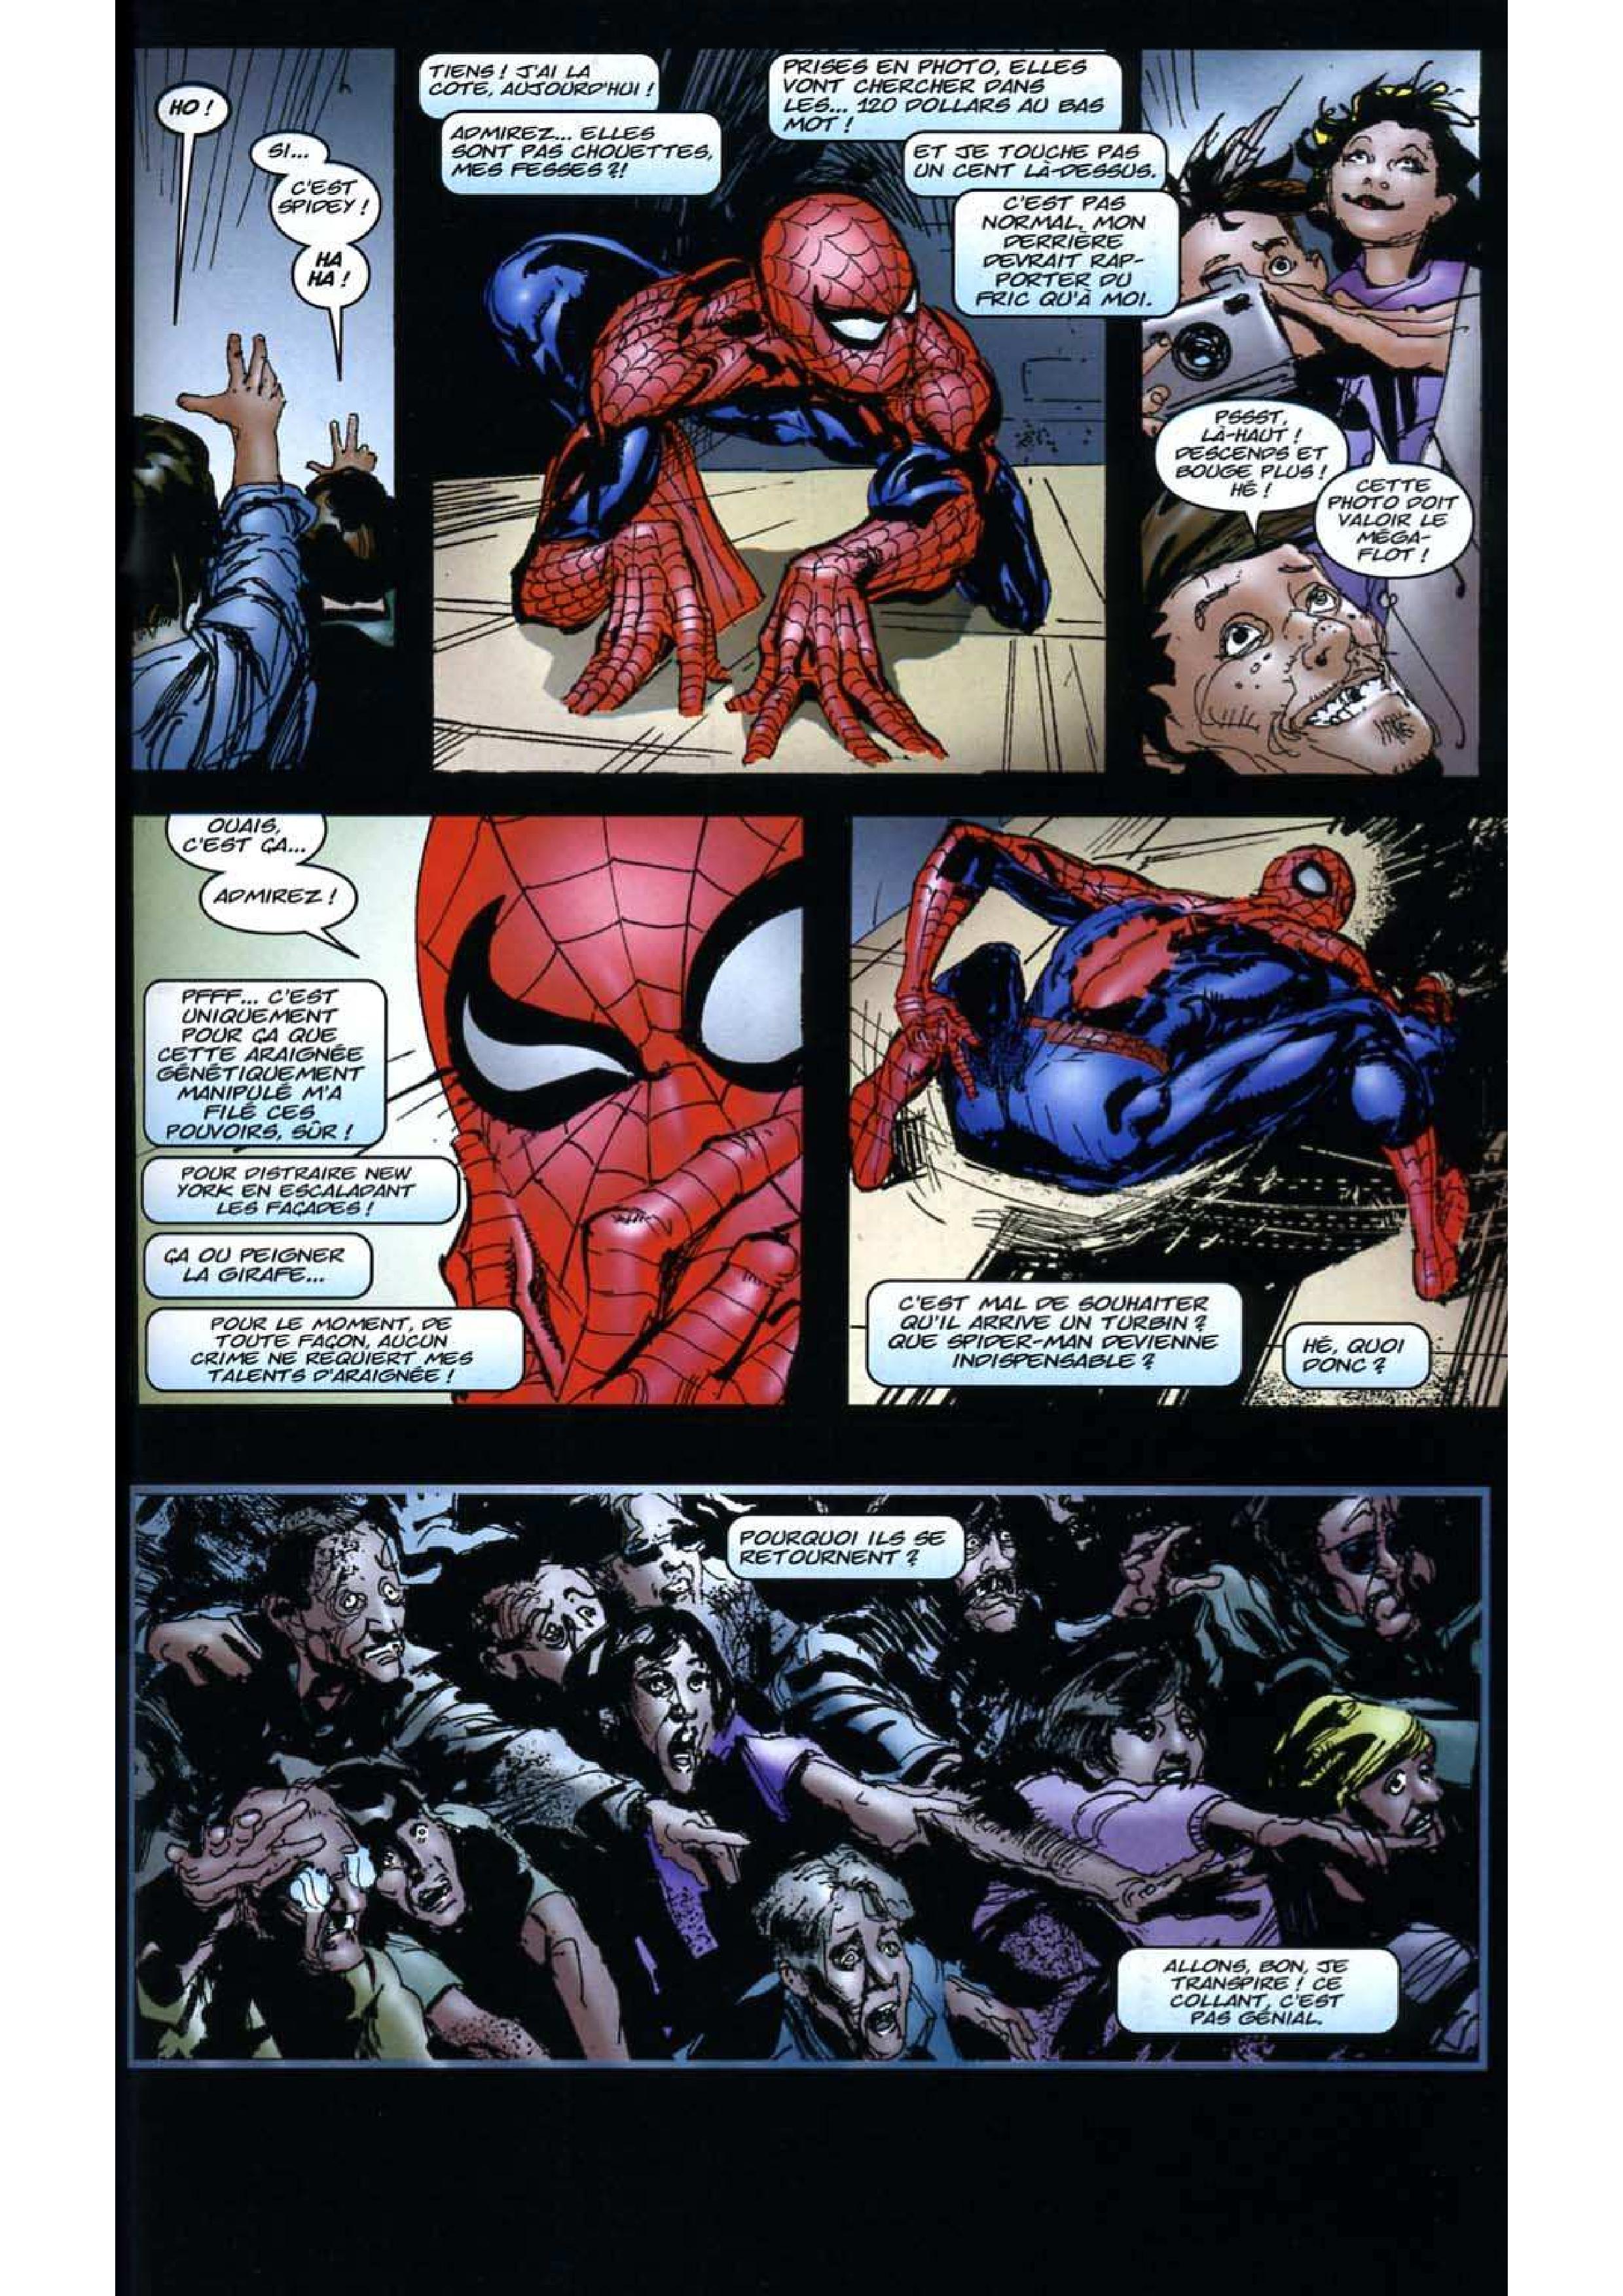 HO !
SI...
C'EST
SPIDEY !
HA
HA !
TIENS ! J'AI LA
COTE, AUJOURD'HUI !
ADMIREZ... ELLES
SONT PAS CHOUETTES,
MES FESSES ?!
PRISES EN PHOTO, ELLES
VONT CHERCHER DANS
LES... 120 DOLLARS AU BAS
MOT !
ET JE TOUCHE PAS
UN CENT LÀ-DESSUS.
C'EST PAS
NORMAL, MON
DERRIÈRE
DEVRAIT RAP-
PORTER DU
FRIC QU'À MOI.
PSSST,
LÀ-HAUT !
DESCENDS ET
BOUGE PLUS !
HÉ !
CETTE
PHOTO DOIT
VALOIR LE
MÉGA-
FLOT !
OUAIS,
C'EST ÇA...
ADMIREZ !
PFFF... C'EST
UNIQUEMENT
POUR ÇA QUE
CETTE ARAIGNÉE
GÉNÉTIQUEMENT
MANIPULÉ M'A
FILÉ CES
POUVOIRS, SÛR !
POUR DISTRAIRE NEW
YORK EN ESCALADANT
LES FAÇADES !
ÇA OU PEIGNER
LA GIRAFE...
POUR LE MOMENT, DE
TOUTE FAÇON, AUCUN
CRIME NE REQUIERT MES
TALENTS D'ARAIGNÉE !
C'EST MAL DE SOUHAITER
QU'IL ARRIVE UN TURBIN ?
QUE SPIDER-MAN DEVIENNE
INDISPENSABLE ?
HÉ, QUOI
DONC ?
POURQUOI ILS SE
RETOURNENT ?
ALLONS, BON, JE
TRANSPIRE ! CE
COLLANT, C'EST
PAS GÉNIAL.